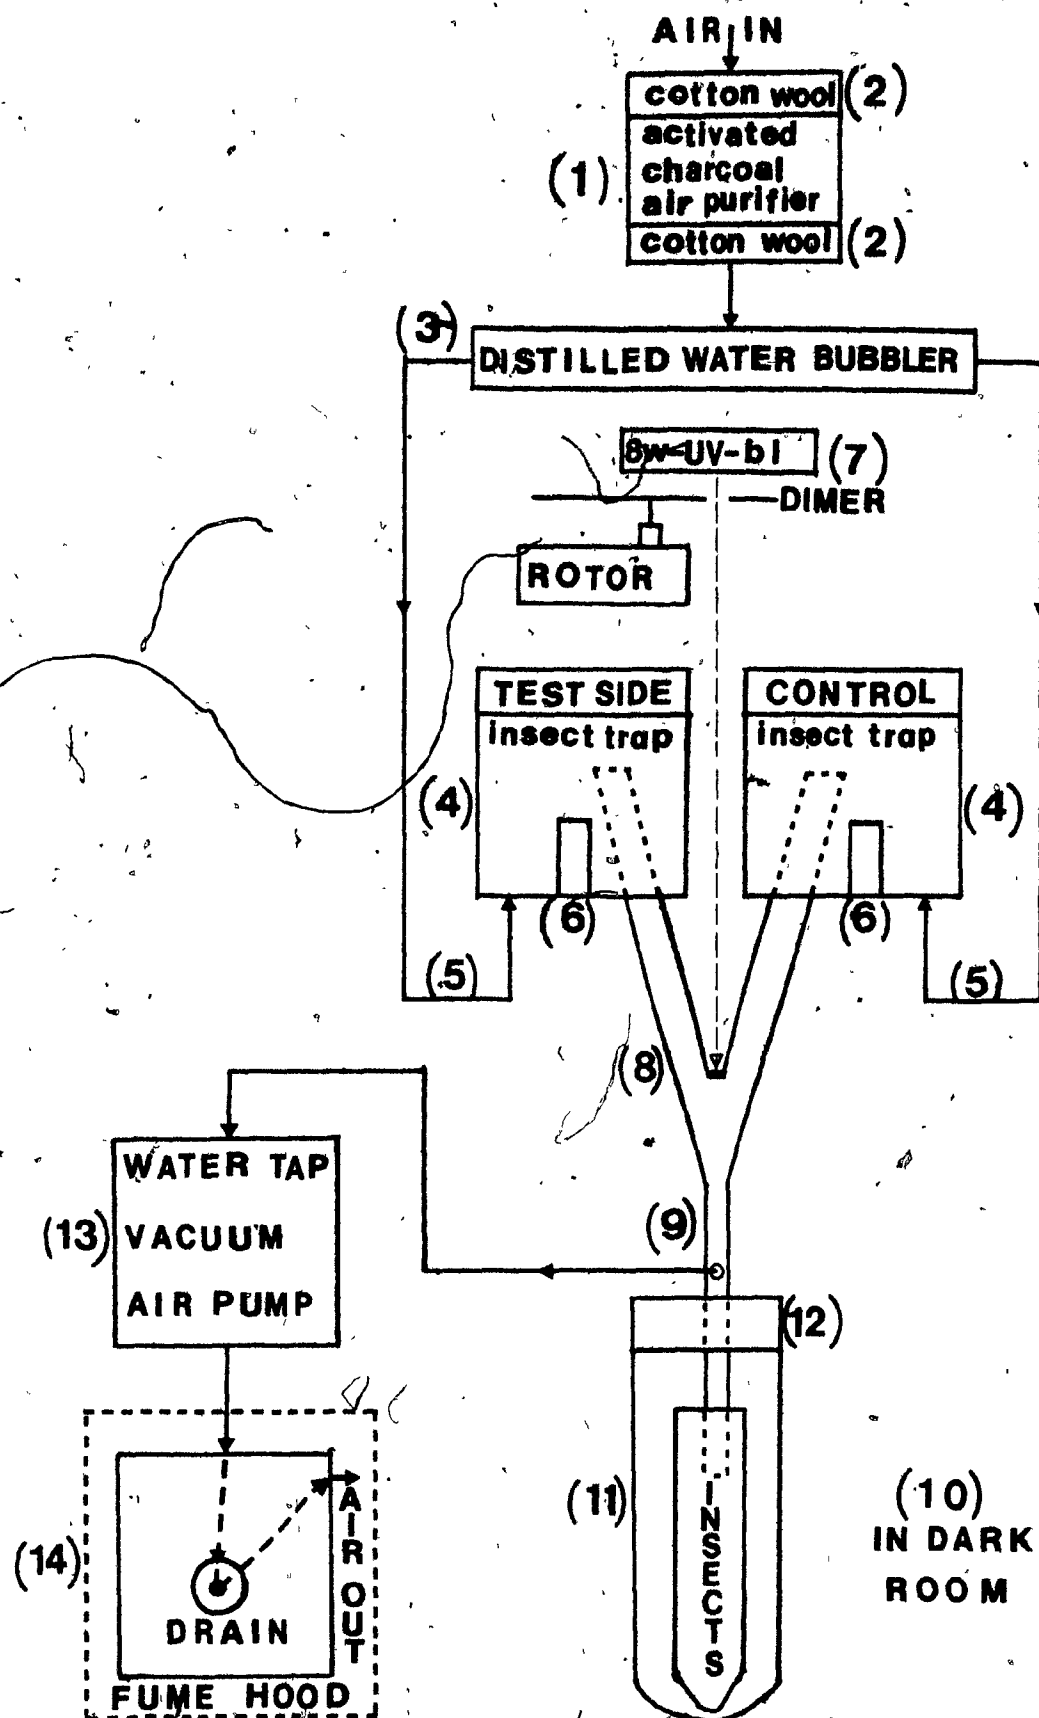 AIR IN
cotton wool (2)
activated
(1) charcoal
air purifier
cotton wool (2)
(3)
DISTILLED WATER BUBBLER
8w-UV-bl (7)
DIMER
ROTOR
TEST SIDE CONTROL
insect trap insect trap
(4) (4)
(6) (6)
(5) (5)
(8)
WATER TAP
(13) VACUUM (9)
AIR PUMP
(12)
(11) INSECTS
(10)
IN DARK
ROOM
(14)
AIR OUT
DRAIN
FUME HOOD